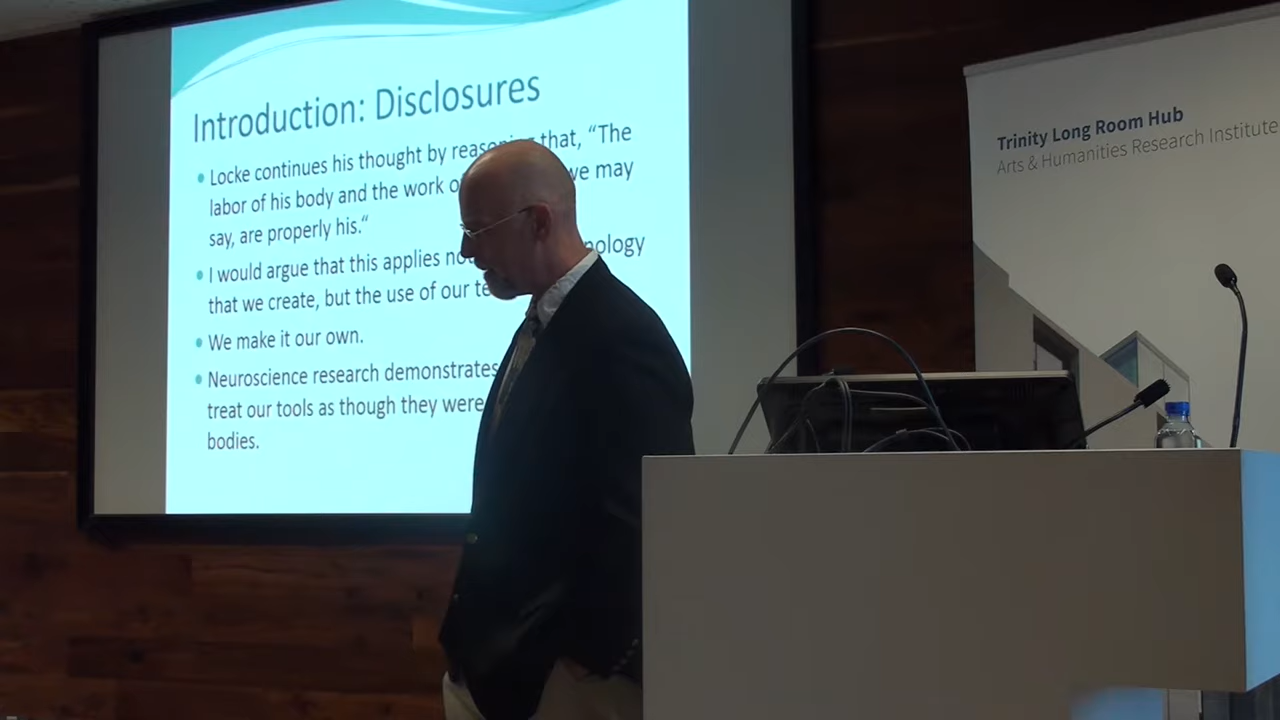 Introduction: Disclosures
• Locke continues his thought by reasoning that, “The
labor of his body and the work o we may
say, are properly his.“
• I would argue that this applies no nology
that we create, but the use of our te
• We make it our own.
• Neuroscience research demonstrates
treat our tools as though they were
bodies.
Trinity Long Room Hub
Arts & Humanities Research Institute